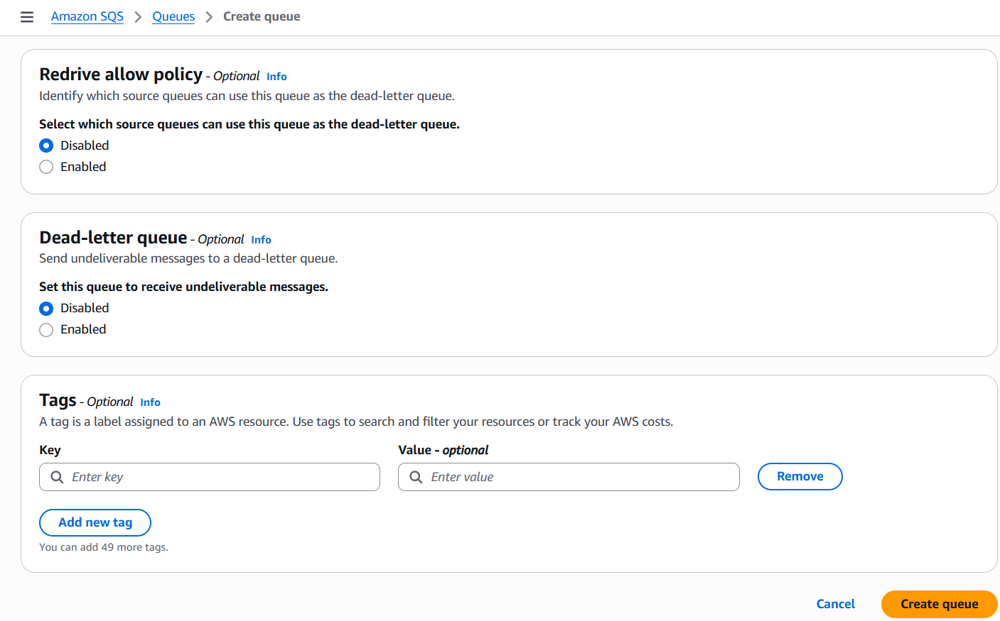 Amazon SQS > Queues > Create queue
Redrive allow policy - Optional Info
Identify which source queues can use this queue as the dead-letter queue.
Select which source queues can use this queue as the dead-letter queue.
Disabled
Enabled
Dead-letter queue - Optional Info
Send undeliverable messages to a dead-letter queue.
Set this queue to receive undeliverable messages.
Disabled
Enabled
Tags - Optional Info
A tag is a label assigned to an AWS resource. Use tags to search and filter your resources or track your AWS costs.
Key Value - optional
Enter key Enter value Remove
Add new tag
You can add 49 more tags.
Cancel Create queue